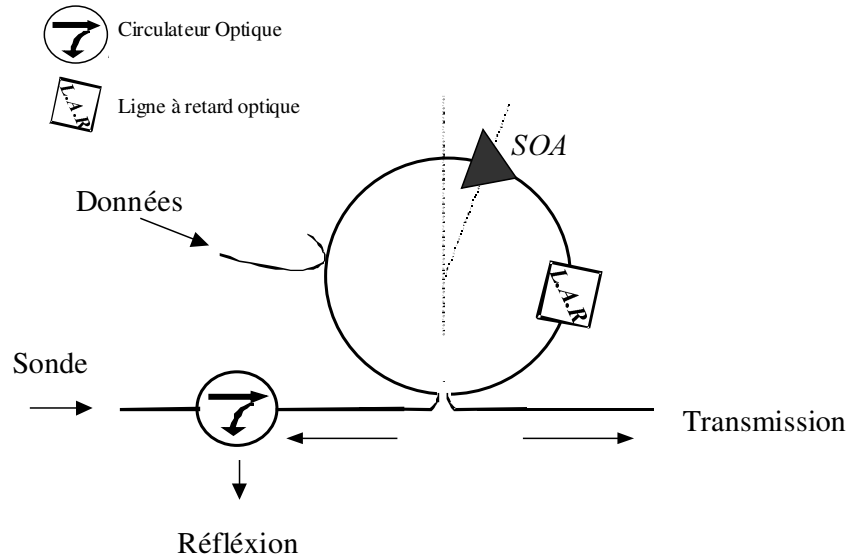 Circulateur Optique
L.A.R
Ligne à retard optique
SOA
Données
L.A.R
Sonde
Transmission
Réfléxion